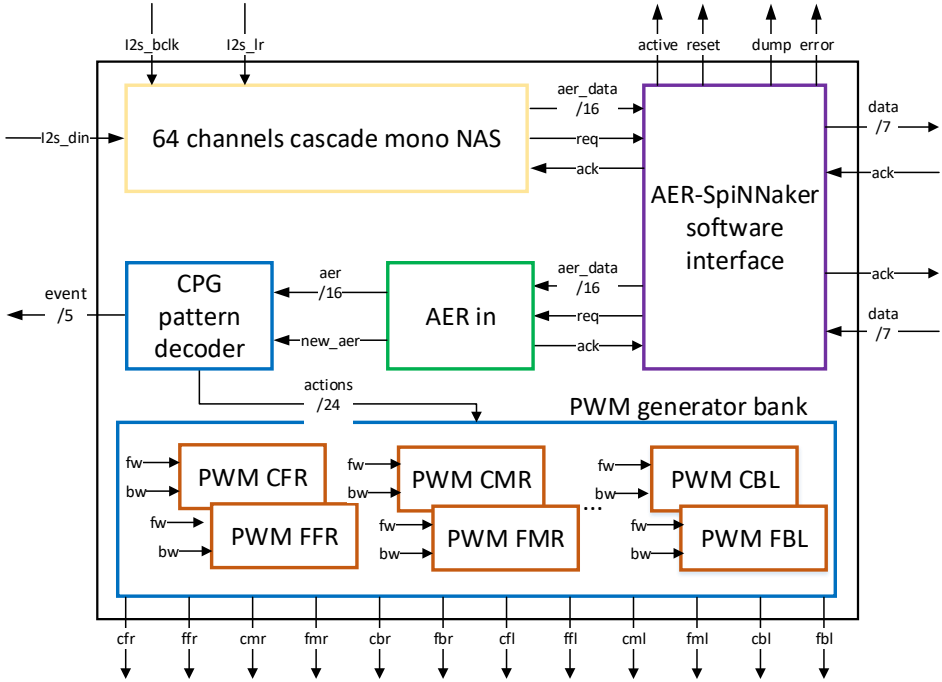 I2s_bclk
I2s_lr
active
reset
dump
error
I2s_din
64 channels cascade mono NAS
aer_data
/16
req
ack
AER-SpiNNaker
software
interface
data
/7
ack
ack
data
/7
event
/5
CPG
pattern
decoder
aer
/16
new_aer
AER in
aer_data
/16
req
ack
actions
/24
PWM generator bank
fw
bw
PWM CFR
fw
bw
PWM FFR
fw
bw
PWM CMR
fw
bw
PWM FMR
...
fw
bw
PWM CBL
fw
bw
PWM FBL
cfr
ffr
cmr
fmr
cbr
fbr
cfl
ffl
cml
fml
cbl
fbl